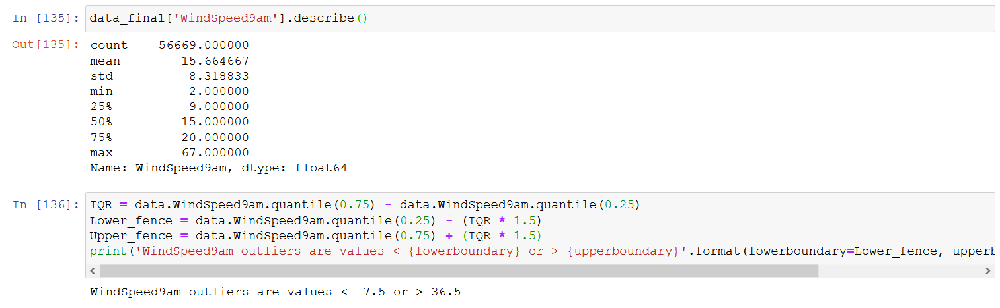 In [135]: data_final['WindSpeed9am'].describe()
Out[135]: count    56669.000000
mean        15.664667
std          8.318833
min          2.000000
25%          9.000000
50%         15.000000
75%         20.000000
max         67.000000
Name: WindSpeed9am, dtype: float64
In [136]: IQR = data.WindSpeed9am.quantile(0.75) - data.WindSpeed9am.quantile(0.25)
Lower_fence = data.WindSpeed9am.quantile(0.25) - (IQR * 1.5)
Upper_fence = data.WindSpeed9am.quantile(0.75) + (IQR * 1.5)
print('WindSpeed9am outliers are values < {lowerboundary} or > {upperboundary}'.format(lowerboundary=Lower_fence, upperb
WindSpeed9am outliers are values < -7.5 or > 36.5